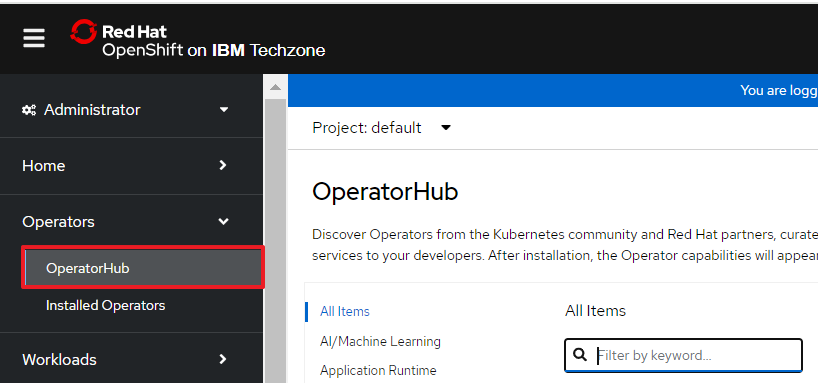 Red Hat
OpenShift on IBM Techzone
You are logg
Administrator
Project: default
Home
OperatorHub
Operators
Discover Operators from the Kubernetes community and Red Hat partners, curate
services to your developers. After installation, the Operator capabilities will appear
OperatorHub
Installed Operators
All Items
All Items
AI/Machine Learning
Filter by keyword...
Workloads
Application Runtime